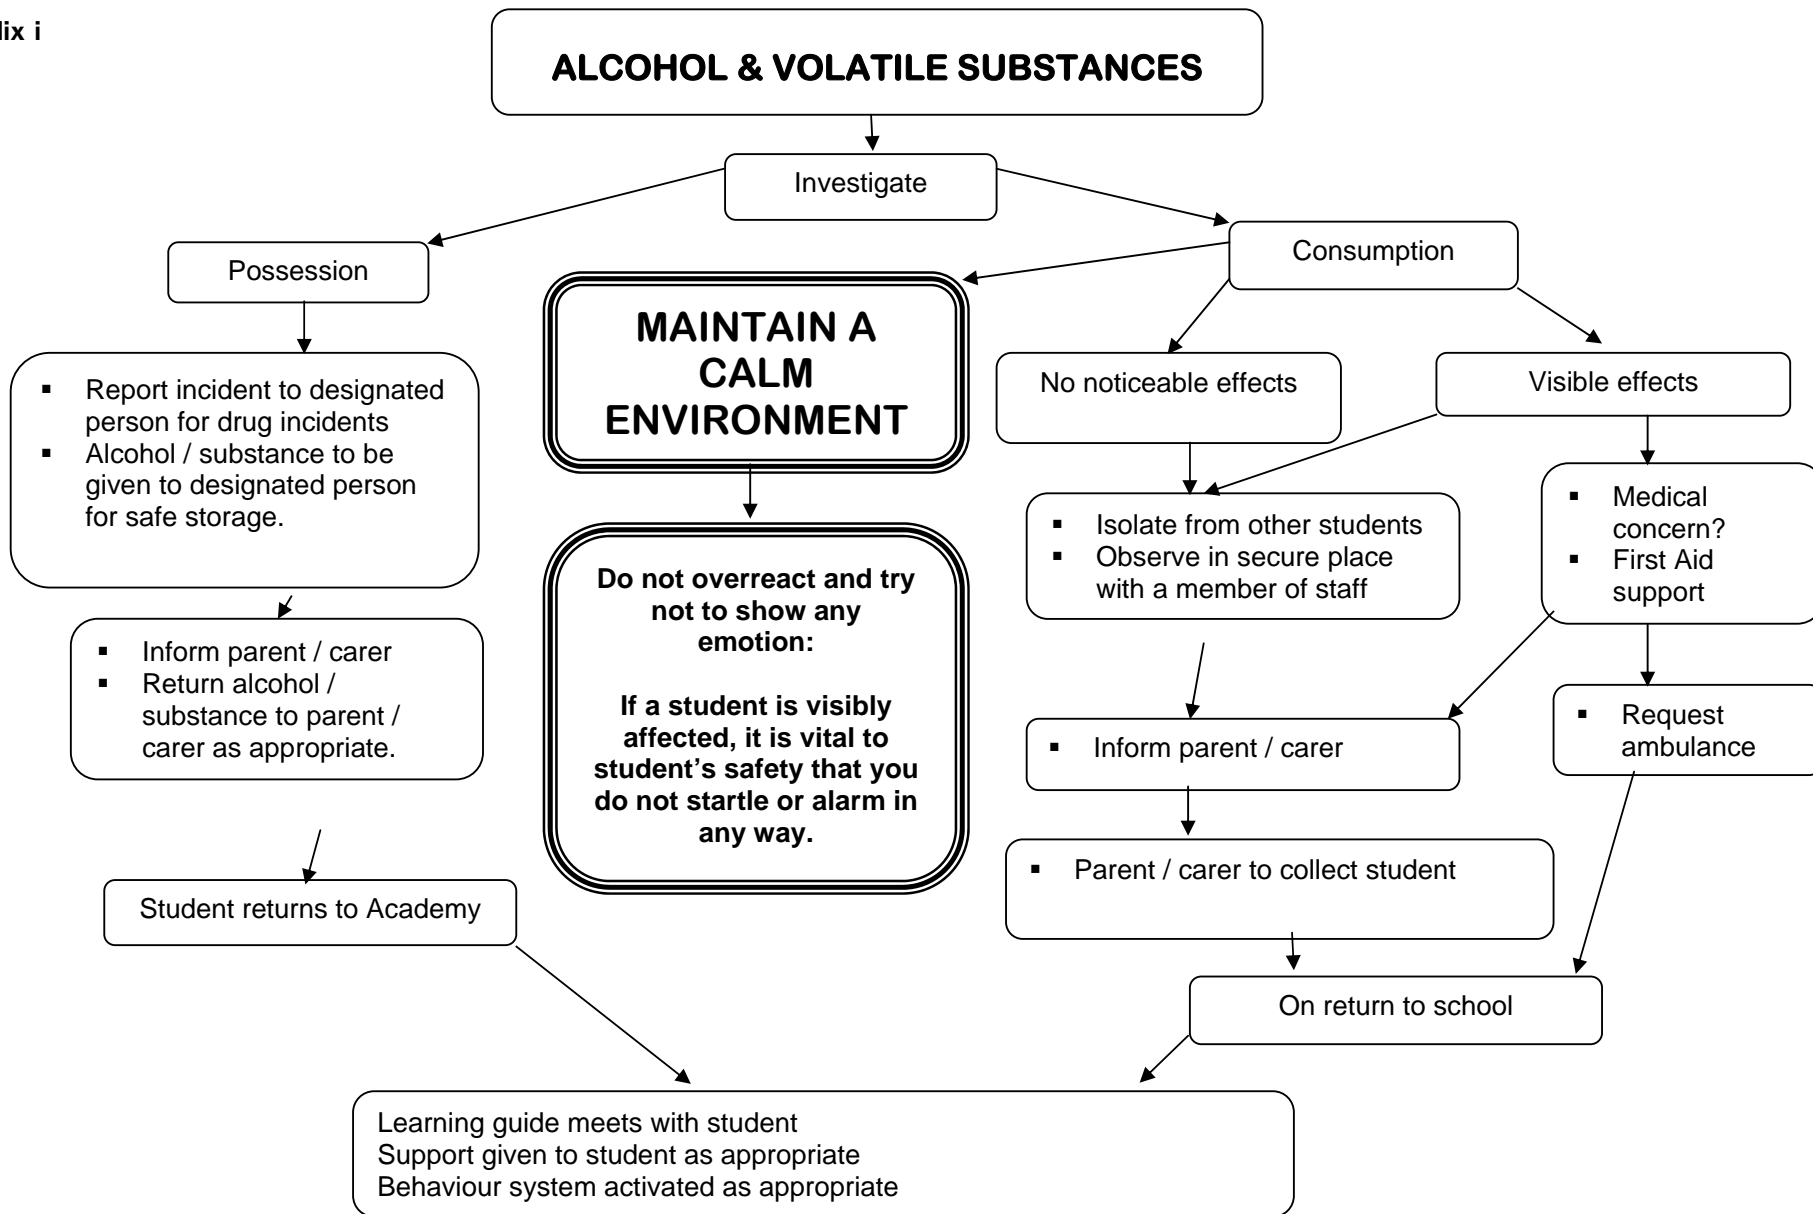 lix i
ALCOHOL & VOLATILE SUBSTANCES
Investigate
Possession
Consumption
▪ Report incident to designated
person for drug incidents
▪ Alcohol / substance to be
given to designated person
for safe storage.
▪ Inform parent / carer
▪ Return alcohol /
substance to parent /
carer as appropriate.
Student returns to Academy
MAINTAIN A
CALM
ENVIRONMENT
Do not overreact and try
not to show any
emotion:
If a student is visibly
affected, it is vital to
student’s safety that you
do not startle or alarm in
any way.
No noticeable effects
Visible effects
▪ Isolate from other students
▪ Observe in secure place
with a member of staff
▪ Medical
concern?
▪ First Aid
support
▪ Inform parent / carer
▪ Request
ambulance
▪ Parent / carer to collect student
On return to school
Learning guide meets with student
Support given to student as appropriate
Behaviour system activated as appropriate